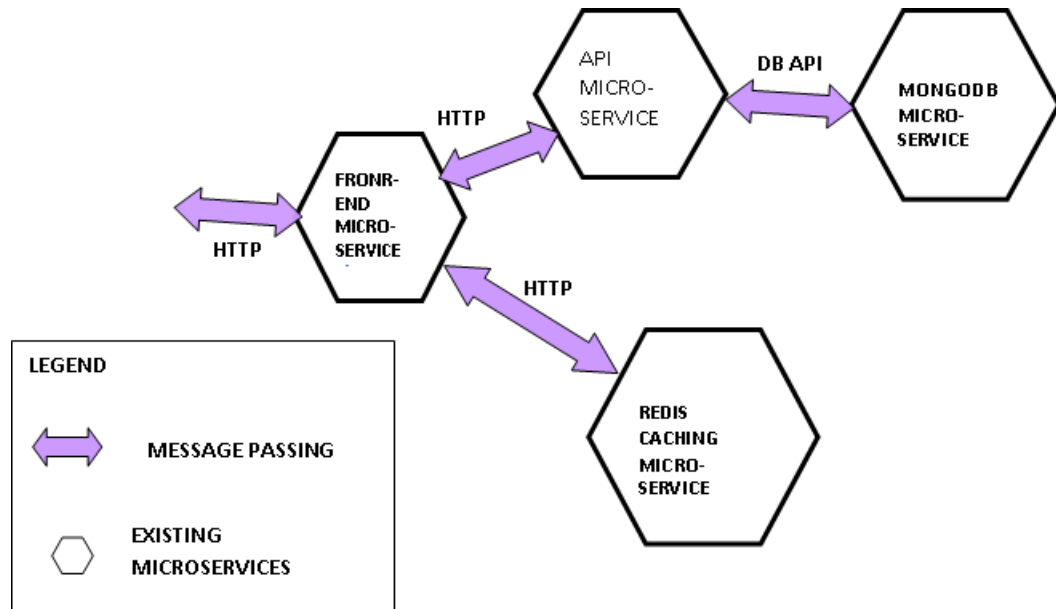 API
MICRO-
SERVICE
DB API
MONGODB
MICRO-
SERVICE
HTTP
FRONR-
END
MICRO-
SERVICE
HTTP
HTTP
REDIS
CACHING
MICRO-
SERVICE
LEGEND
MESSAGE PASSING
EXISTING
MICROSERVICES